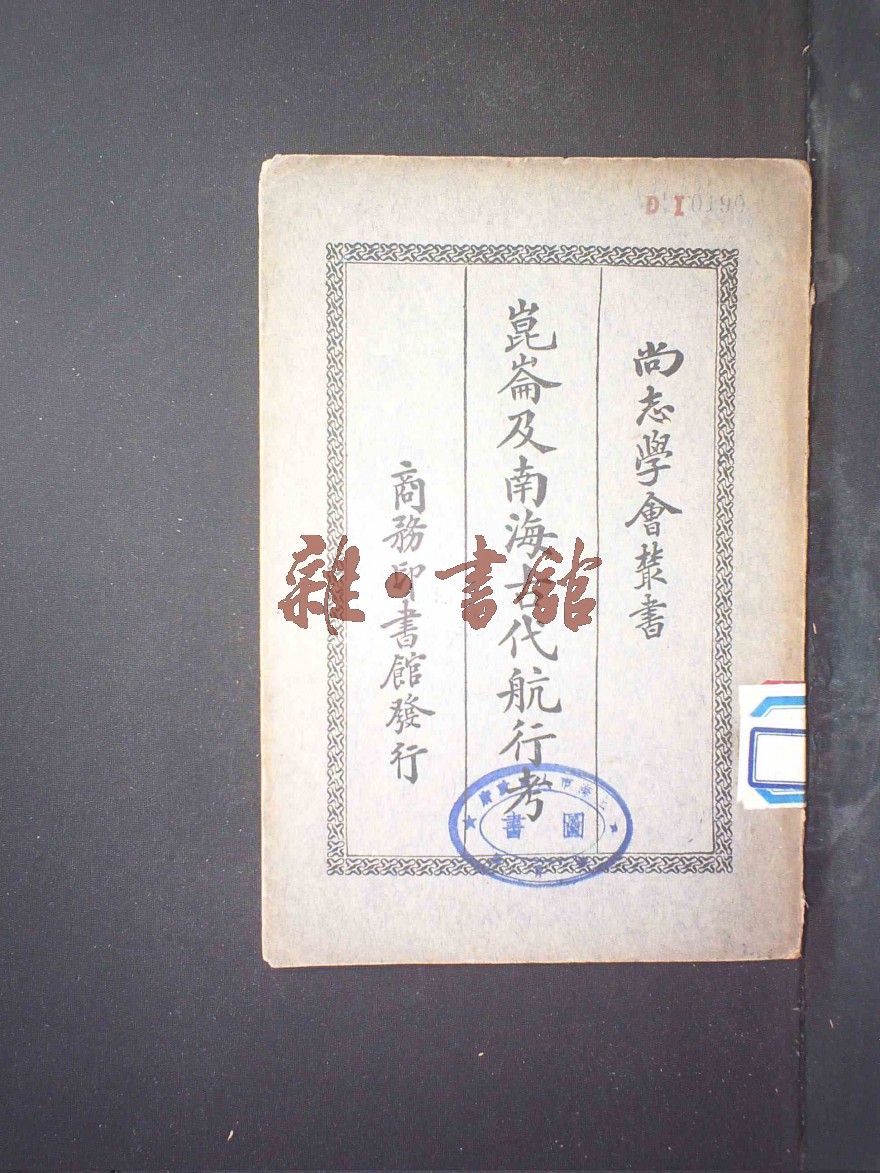 尚志學會叢書
崑崙及南海古代航行考
商務印書館發行
雜·書館
圖書